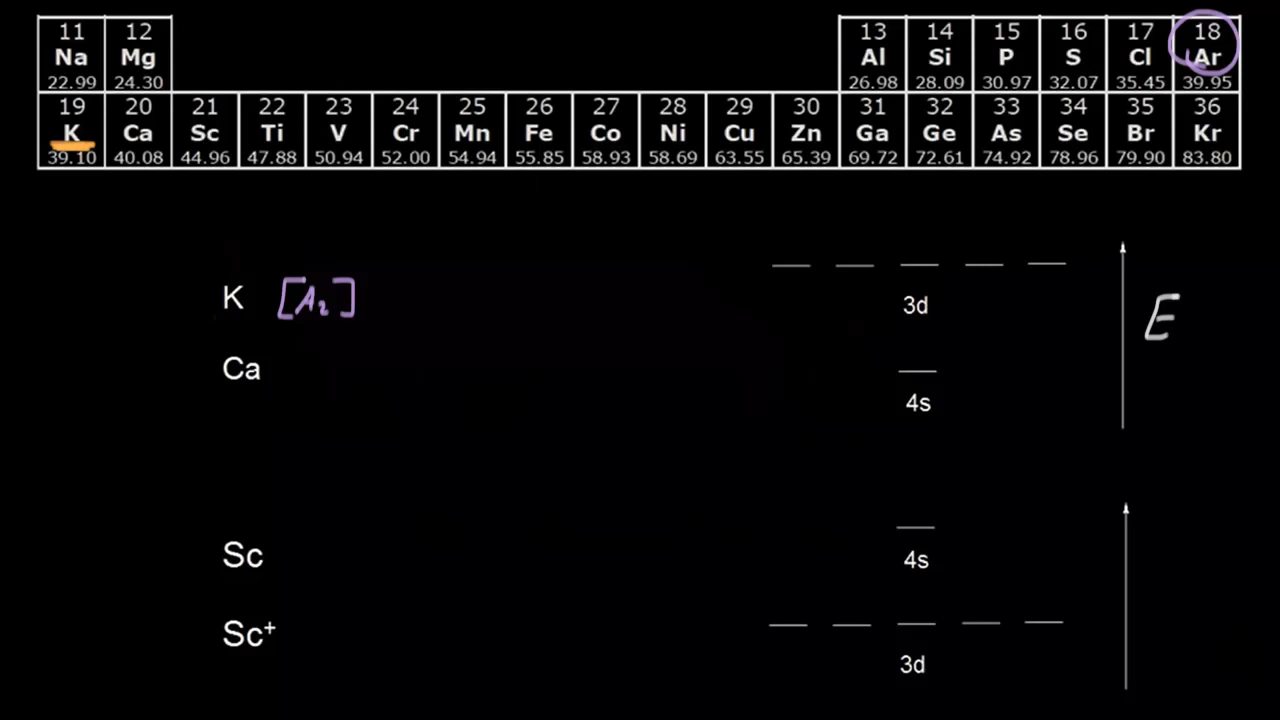 11 12 13 14 15 16 17 18
Na Mg Al Si P S Cl Ar
22.99 24.30 26.98 28.09 30.97 32.07 35.45 39.95
19 20 21 22 23 24 25 26 27 28 29 30 31 32 33 34 35 36
K Ca Sc Ti V Cr Mn Fe Co Ni Cu Zn Ga Ge As Se Br Kr
39.10 40.08 44.96 47.88 50.94 52.00 54.94 55.85 58.93 58.69 63.55 65.39 69.72 72.61 74.92 78.96 79.90 83.80
K [Ar]
3d
E
Ca
4s
Sc
4s
Sc⁺
3d